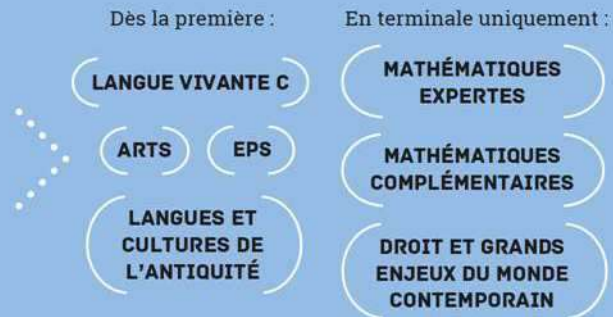 Dès la première :
LANGUE VIVANTE C
ARTS
EPS
LANGUES ET
CULTURES DE
L'ANTIQUITÉ
En terminale uniquement :
MATHÉMATIQUES
EXPERTES
MATHÉMATIQUES
COMPLÉMENTAIRES
DROIT ET GRANDS
ENJEUX DU MONDE
CONTEMPORAIN